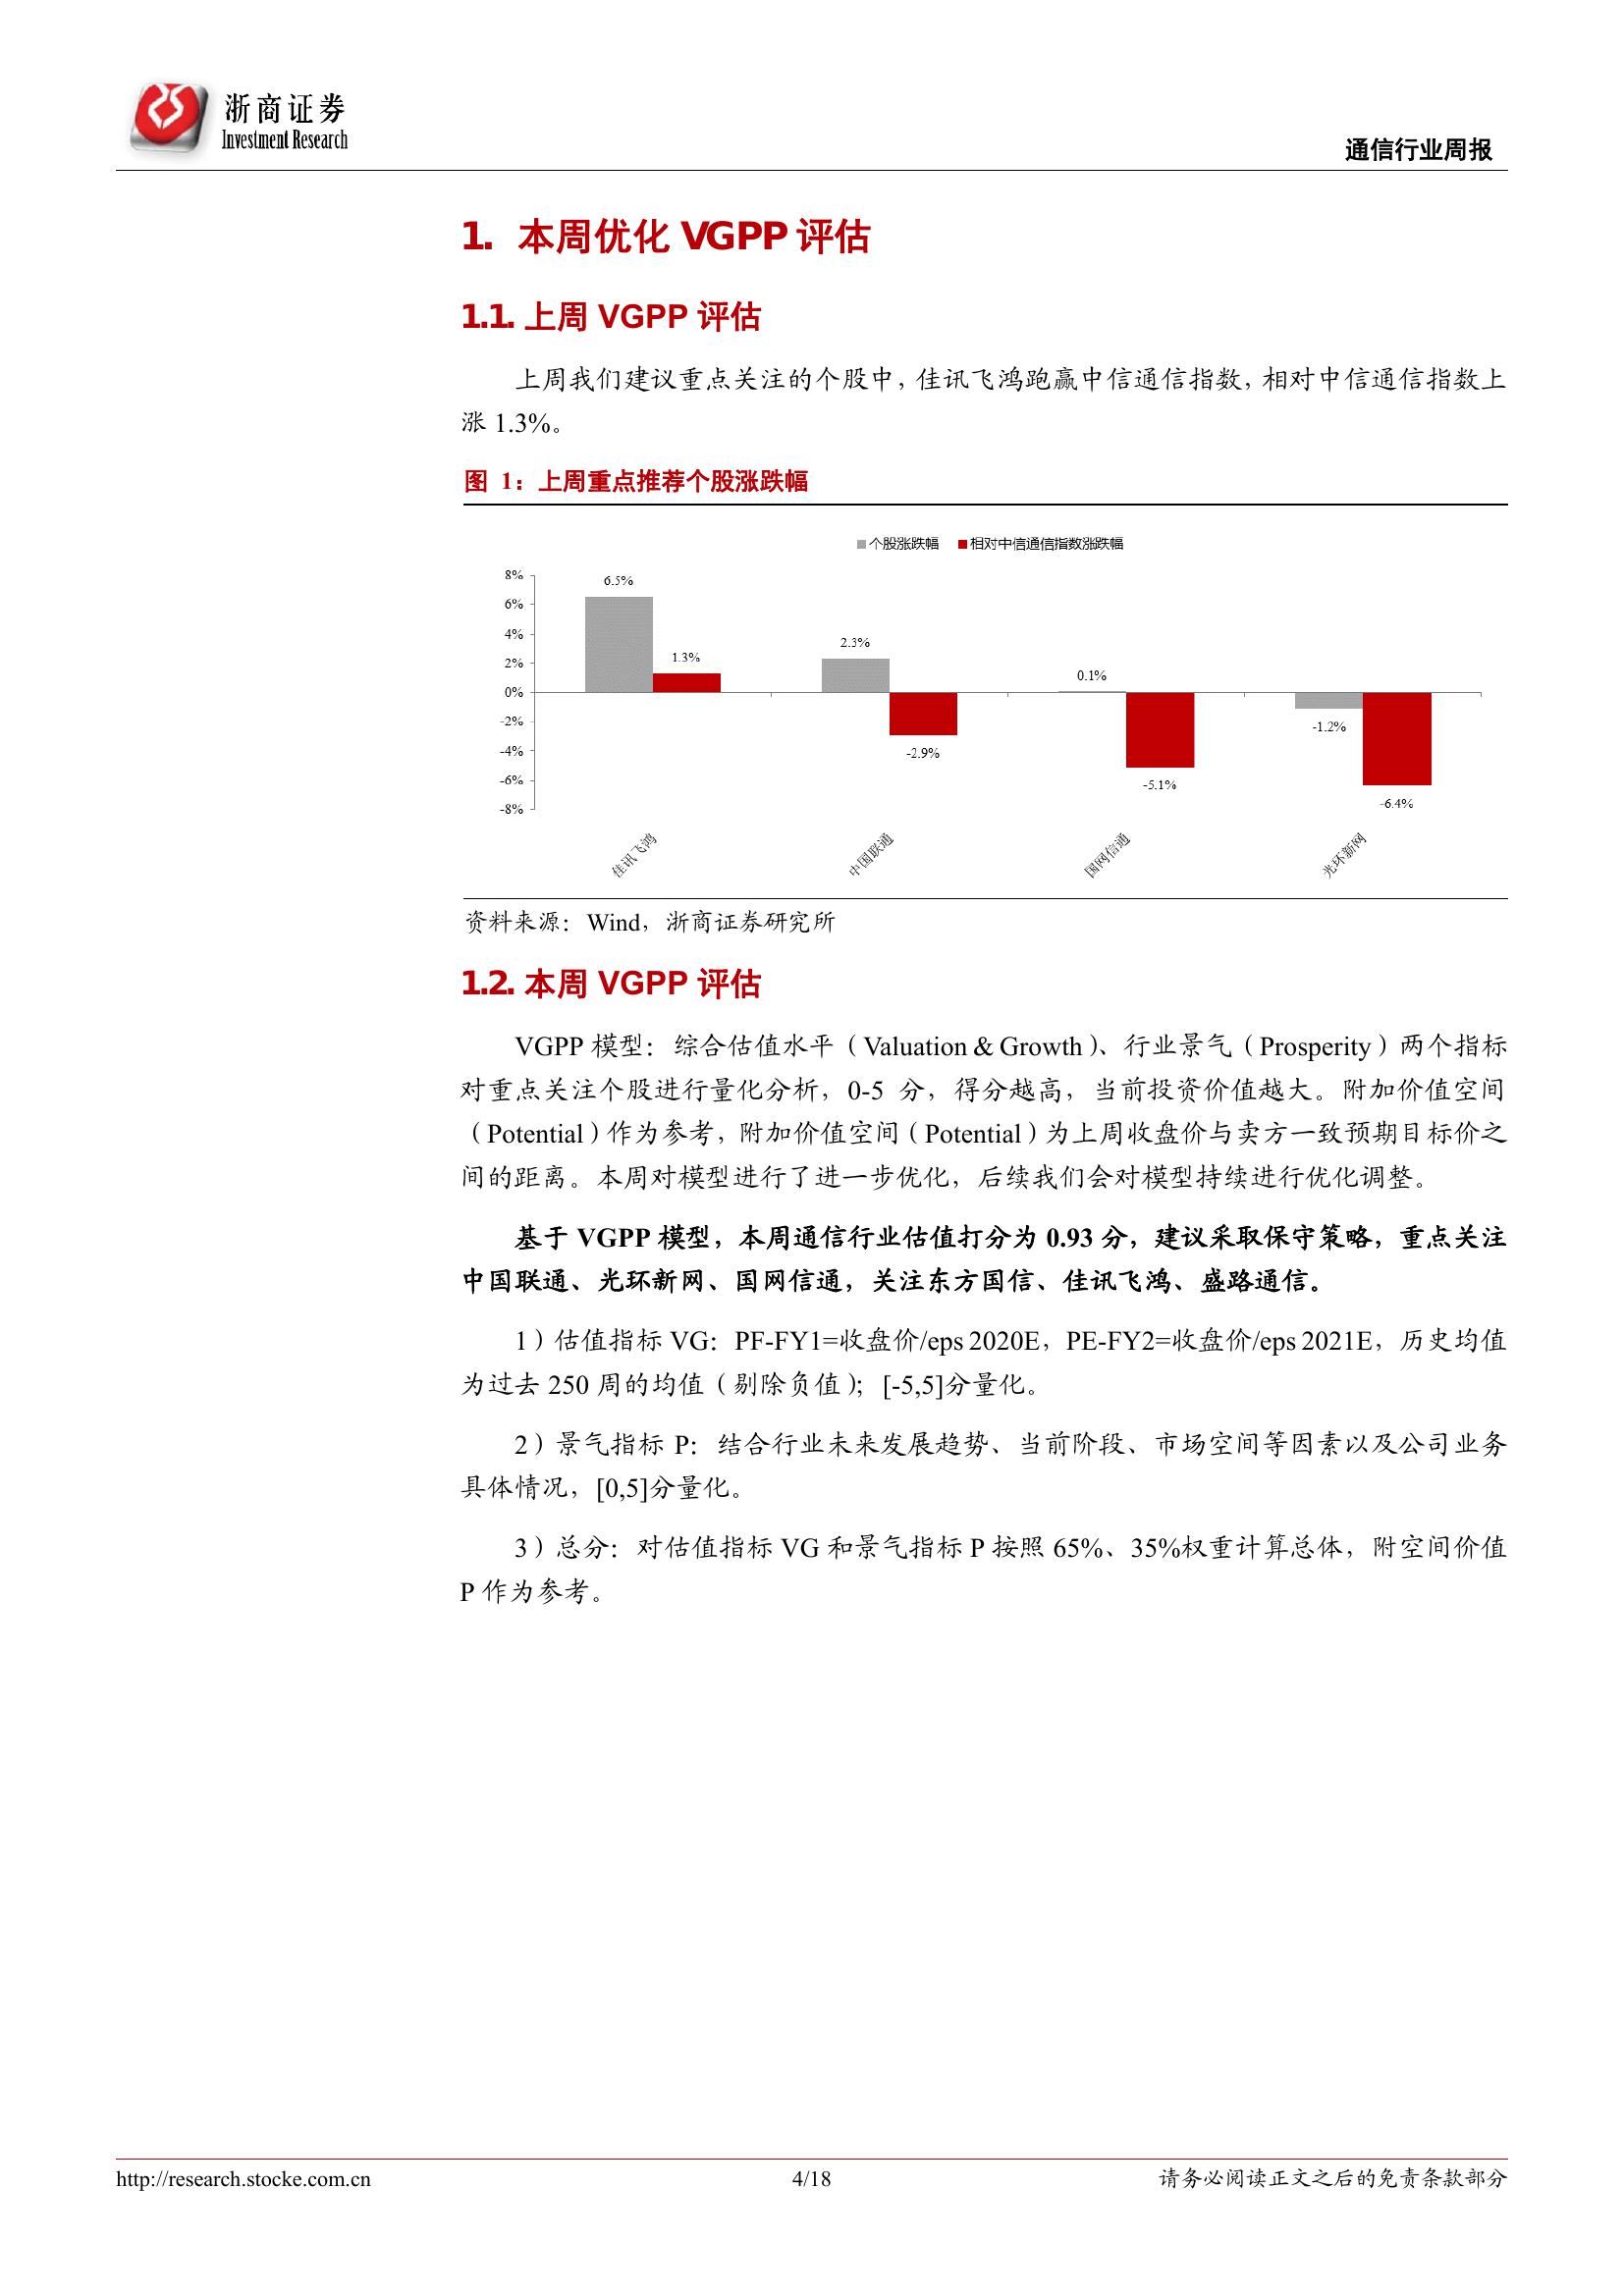 浙商证券
Investment Research
通信行业周报
1. 本周优化 VGPP 评估
1.1. 上周 VGPP 评估
上周我们建议重点关注的个股中，佳讯飞鸿跑赢中信通信指数，相对中信通信指数上
涨 1.3%。
图 1：上周重点推荐个股涨跌幅
个股涨跌幅 相对中信通信指数涨跌幅
8%
6%
4%
2%
0%
-2%
-4%
-6%
-8%
6.5%
1.3%
2.3%
-2.9%
0.1%
-5.1%
-1.2%
-6.4%
佳讯飞鸿
中国联通
国网信通
光环新网
资料来源：Wind，浙商证券研究所
1.2. 本周 VGPP 评估
VGPP 模型：综合估值水平（Valuation & Growth）、行业景气（Prosperity）两个指标
对重点关注个股进行量化分析，0-5 分，得分越高，当前投资价值越大。附加价值空间
（Potential）作为参考，附加价值空间（Potential）为上周收盘价与卖方一致预期目标价之
间的距离。本周对模型进行了进一步优化，后续我们会对模型持续进行优化调整。
基于 VGPP 模型，本周通信行业估值打分为 0.93 分，建议采取保守策略，重点关注
中国联通、光环新网、国网信通，关注东方国信、佳讯飞鸿、盛路通信。
1）估值指标 VG：PF-FY1=收盘价/eps 2020E，PE-FY2=收盘价/eps 2021E，历史均值
为过去 250 周的均值（剔除负值）；[-5,5]分量化。
2）景气指标 P：结合行业未来发展趋势、当前阶段、市场空间等因素以及公司业务
具体情况，[0,5]分量化。
3）总分：对估值指标 VG 和景气指标 P 按照 65%、35%权重计算总体，附空间价值
P 作为参考。
http://research.stocke.com.cn
4/18
请务必阅读正文之后的免责条款部分